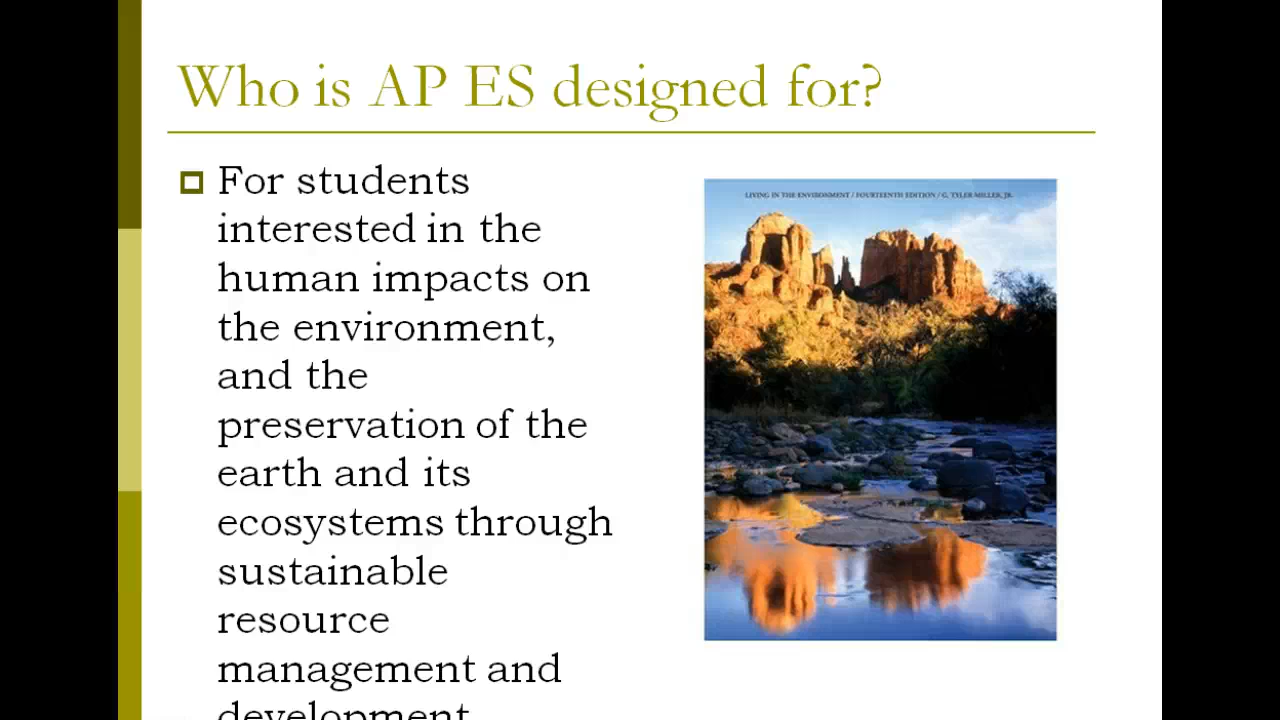 Who is AP ES designed for?
For students
interested in the
human impacts on
the environment,
and the
preservation of the
earth and its
ecosystems through
sustainable
resource
management and
development
LIVING IN THE ENVIRONMENT / FOURTEENTH EDITION / G. TYLER MILLER, JR.